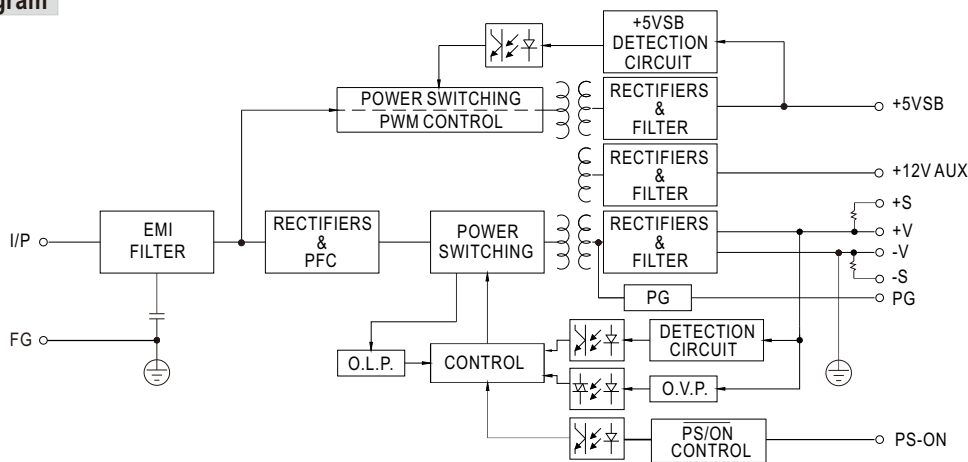 gram
+5VSB
DETECTION
CIRCUIT
POWER SWITCHING
PWM CONTROL
RECTIFIERS
&
FILTER
+5VSB
RECTIFIERS
&
FILTER
+12V AUX
+S
I/P
EMI
FILTER
RECTIFIERS
&
PFC
POWER
SWITCHING
RECTIFIERS
&
FILTER
+V
-V
-S
PG
PG
FG
O.L.P.
CONTROL
DETECTION
CIRCUIT
O.V.P.
PS/ON
CONTROL
PS-ON